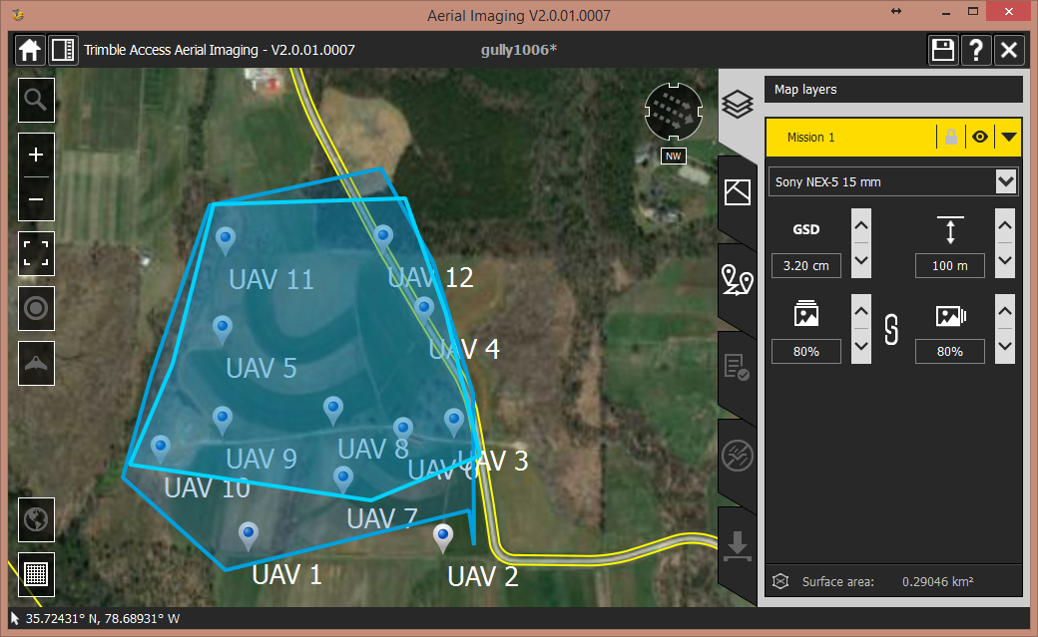 Aerial Imaging V2.0.01.0007
Trimble Access Aerial Imaging - V2.0.01.0007
gully1006*
NW
UAV 11
UAV 12
UAV 4
UAV 5
UAV 8
UAV 9
UAV 6
UAV 3
UAV 10
UAV 7
UAV 1
UAV 2
Map layers
Mission 1
Sony NEX-5 15 mm
GSD
3.20 cm
100 m
80%
80%
Surface area:
0.29046 km²
35.72431° N, 78.68931° W